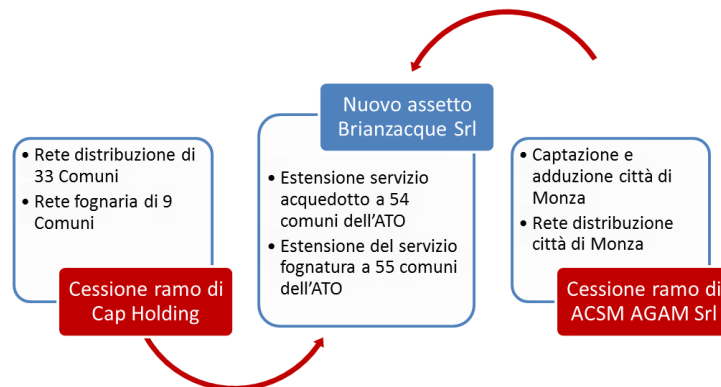 • Rete distribuzione di
33 Comuni
• Rete fognaria di 9
Comuni
Cessione ramo di
Cap Holding
Nuovo assetto
Brianzacque Srl
• Estensione servizio
acquedotto a 54
comuni dell'ATO
• Estensione del servizio
fognatura a 55 comuni
dell'ATO
• Captazione e
adduzione città di
Monza
• Rete distribuzione
città di Monza
Cessione ramo di
ACSM AGAM Srl